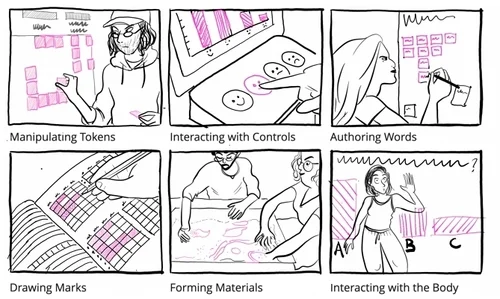 Manipulating Tokens
Interacting with Controls
Authoring Words
Drawing Marks
Forming Materials
?
A
B
C
Interacting with the Body